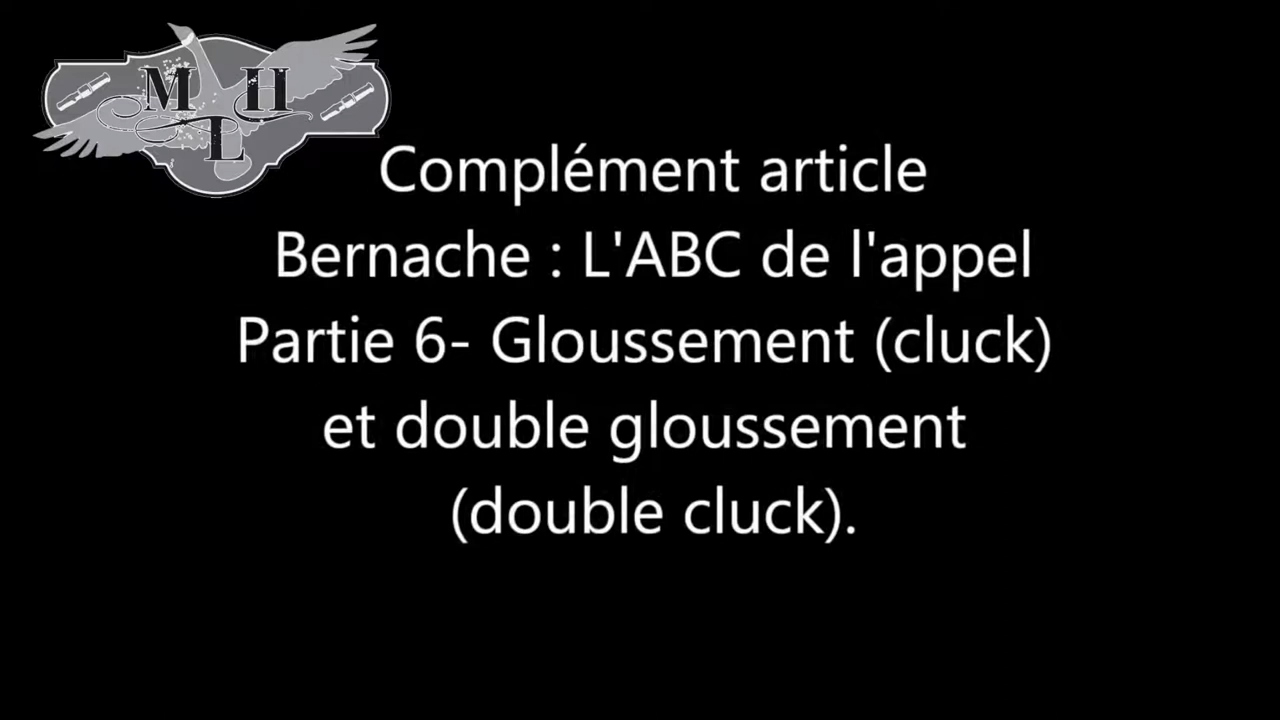 M H
L
Complément article
Bernache : L'ABC de l'appel
Partie 6- Gloussement (cluck)
et double gloussement
(double cluck).